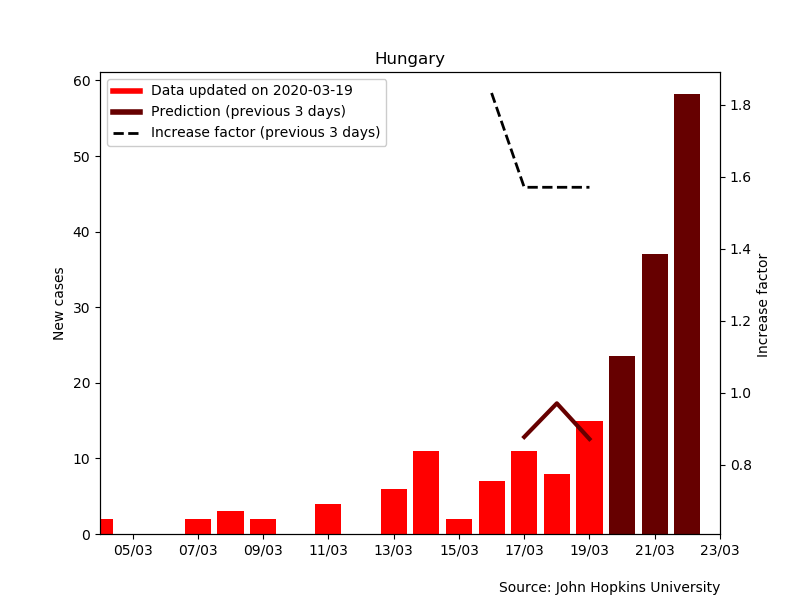 Hungary
Data updated on 2020-03-19
Prediction (previous 3 days)
Increase factor (previous 3 days)
60
50
40
30
20
10
0
New cases
1.8
1.6
1.4
1.2
1.0
0.8
Increase factor
05/03 07/03 09/03 11/03 13/03 15/03 17/03 19/03 21/03 23/03
Source: John Hopkins University